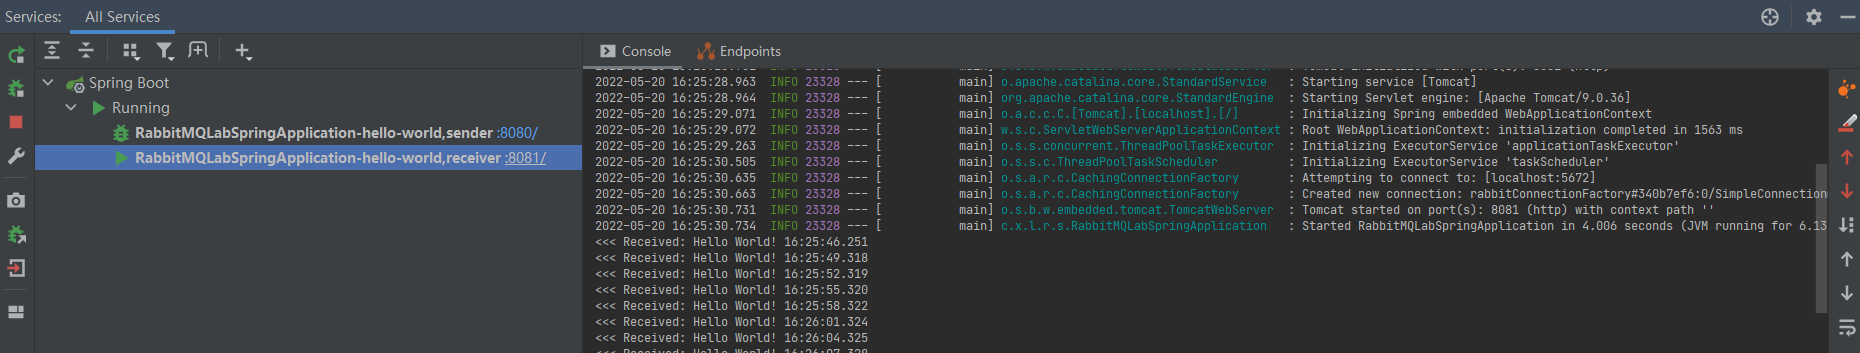 Services: All Services
Spring Boot
Running
RabbitMQLabSpringApplication-hello-world,sender :8080/
RabbitMQLabSpringApplication-hello-world,receiver :8081/
Console Endpoints
2022-05-20 16:25:28.963 INFO 23328 --- [ main] o.apache.catalina.core.StandardService : Starting service [Tomcat]
2022-05-20 16:25:28.964 INFO 23328 --- [ main] org.apache.catalina.core.StandardEngine : Starting Servlet engine: [Apache Tomcat/9.0.36]
2022-05-20 16:25:29.071 INFO 23328 --- [ main] o.a.c.c.C.[Tomcat].[localhost].[/] : Initializing Spring embedded WebApplicationContext
2022-05-20 16:25:29.072 INFO 23328 --- [ main] w.s.c.ServletWebServerApplicationContext : Root WebApplicationContext: initialization completed in 1563 ms
2022-05-20 16:25:29.263 INFO 23328 --- [ main] o.s.s.concurrent.ThreadPoolTaskExecutor : Initializing ExecutorService 'applicationTaskExecutor'
2022-05-20 16:25:30.505 INFO 23328 --- [ main] o.s.s.c.ThreadPoolTaskScheduler : Initializing ExecutorService 'taskScheduler'
2022-05-20 16:25:30.635 INFO 23328 --- [ main] o.s.a.r.c.CachingConnectionFactory : Attempting to connect to: [localhost:5672]
2022-05-20 16:25:30.663 INFO 23328 --- [ main] o.s.a.r.c.CachingConnectionFactory : Created new connection: rabbitConnectionFactory#340b7ef6:0/SimpleConnection
2022-05-20 16:25:30.731 INFO 23328 --- [ main] o.s.b.w.embedded.tomcat.TomcatWebServer : Tomcat started on port(s): 8081 (http) with context path ''
2022-05-20 16:25:30.734 INFO 23328 --- [ main] c.x.l.r.s.RabbitMQLabSpringApplication : Started RabbitMQLabSpringApplication in 4.006 seconds (JVM running for 6.13
<<< Received: Hello World! 16:25:46.251
<<< Received: Hello World! 16:25:49.318
<<< Received: Hello World! 16:25:52.319
<<< Received: Hello World! 16:25:55.320
<<< Received: Hello World! 16:25:58.322
<<< Received: Hello World! 16:26:01.324
<<< Received: Hello World! 16:26:04.325
<<< Received: Hello World! 16:26:07.328